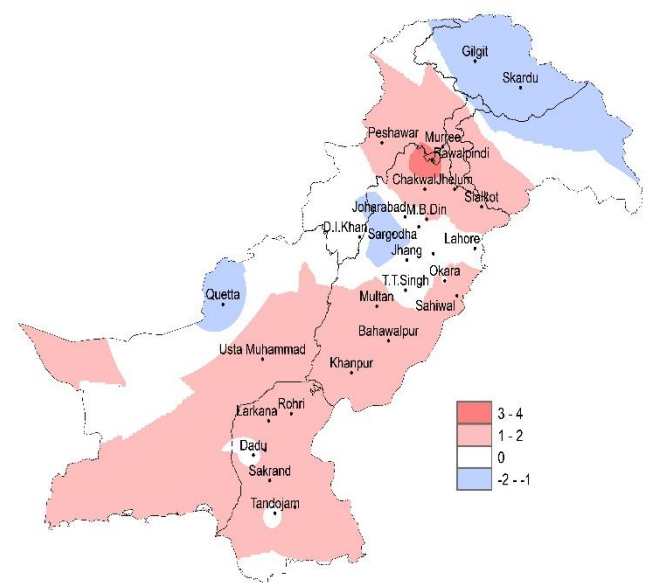 Gilgit
Skardu
Peshawar
Murree
Rawalpindi
Chakwal
Jhelum
Sialkot
Joharabad
M.B.Din
D.I.Khan
Sargodha
Lahore
Jhang
Okara
T.T.Singh
Quetta
Multan
Sahiwal
Bahawalpur
Usta Muhammad
Khanpur
Larkana
Rohri
Dadu
Sakrand
Tandojam
3 - 4
1 - 2
0
-2 - -1